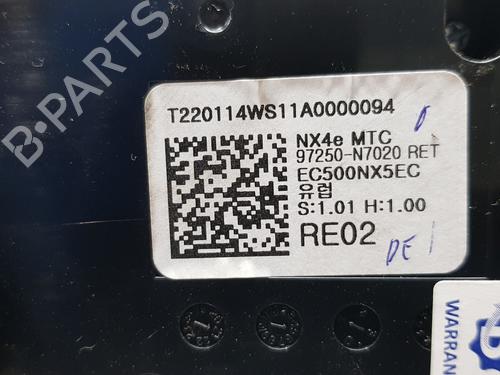 B-PARTS
T220114WS11A0000094
NX4e MTC
97250-N7020 RET
EC500NX5EC
유럽
S:1.01 H:1.00
RE02
DE
WARRAN